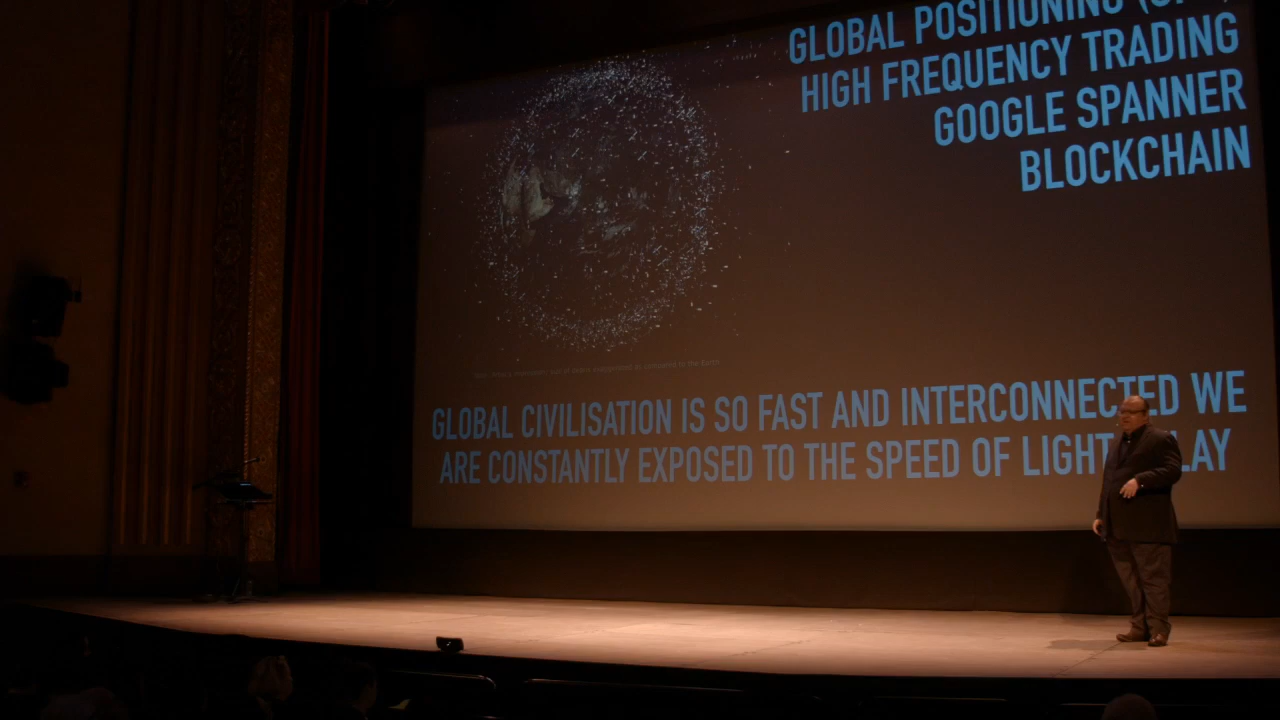 GLOBAL POSITIONING
HIGH FREQUENCY TRADING
GOOGLE SPANNER
BLOCKCHAIN
GLOBAL CIVILISATION IS SO FAST AND INTERCONNECTED WE
ARE CONSTANTLY EXPOSED TO THE SPEED OF LIGHT